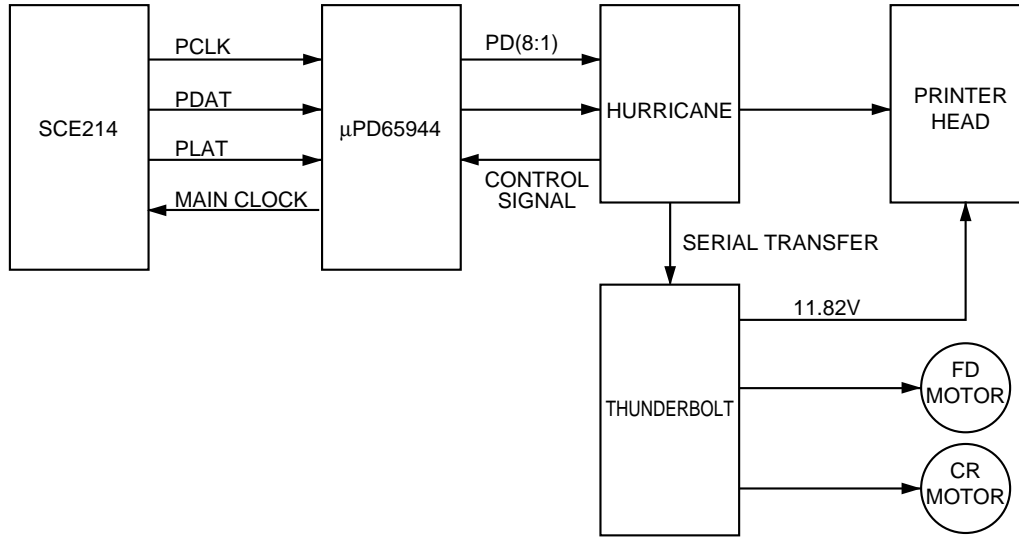 SCE214
PCLK
PDAT
PLAT
MAIN CLOCK
μPD65944
PD(8:1)
CONTROL
SIGNAL
HURRICANE
PRINTER
HEAD
SERIAL TRANSFER
THUNDERBOLT
11.82V
FD
MOTOR
CR
MOTOR